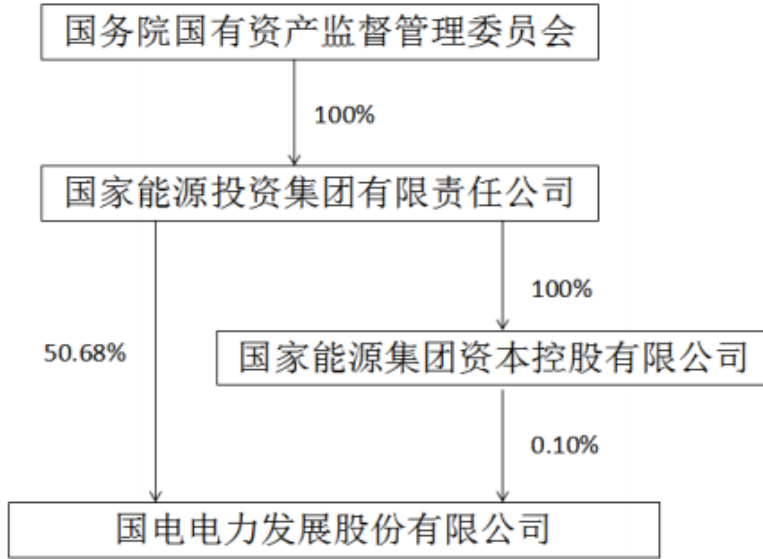 国务院国有资产监督管理委员会
100%
国家能源投资集团有限责任公司
100%
50.68%
国家能源集团资本控股有限公司
0.10%
国电电力发展股份有限公司